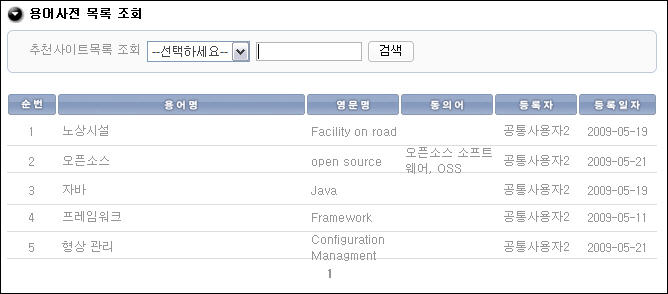 용어사전 목록 조회
추천사이트목록 조회 --선택하세요-- 검색
순번 용어명 영문명 동의어 등록자 등록일자
1 노상시설 Facility on road 공통사용자2 2009-05-19
2 오픈소스 open source 오픈소스 소프트웨어, OSS 공통사용자2 2009-05-21
3 자바 Java 공통사용자2 2009-05-19
4 프레임워크 Framework 공통사용자2 2009-05-11
5 형상 관리 Configuration Managment 공통사용자2 2009-05-21
1